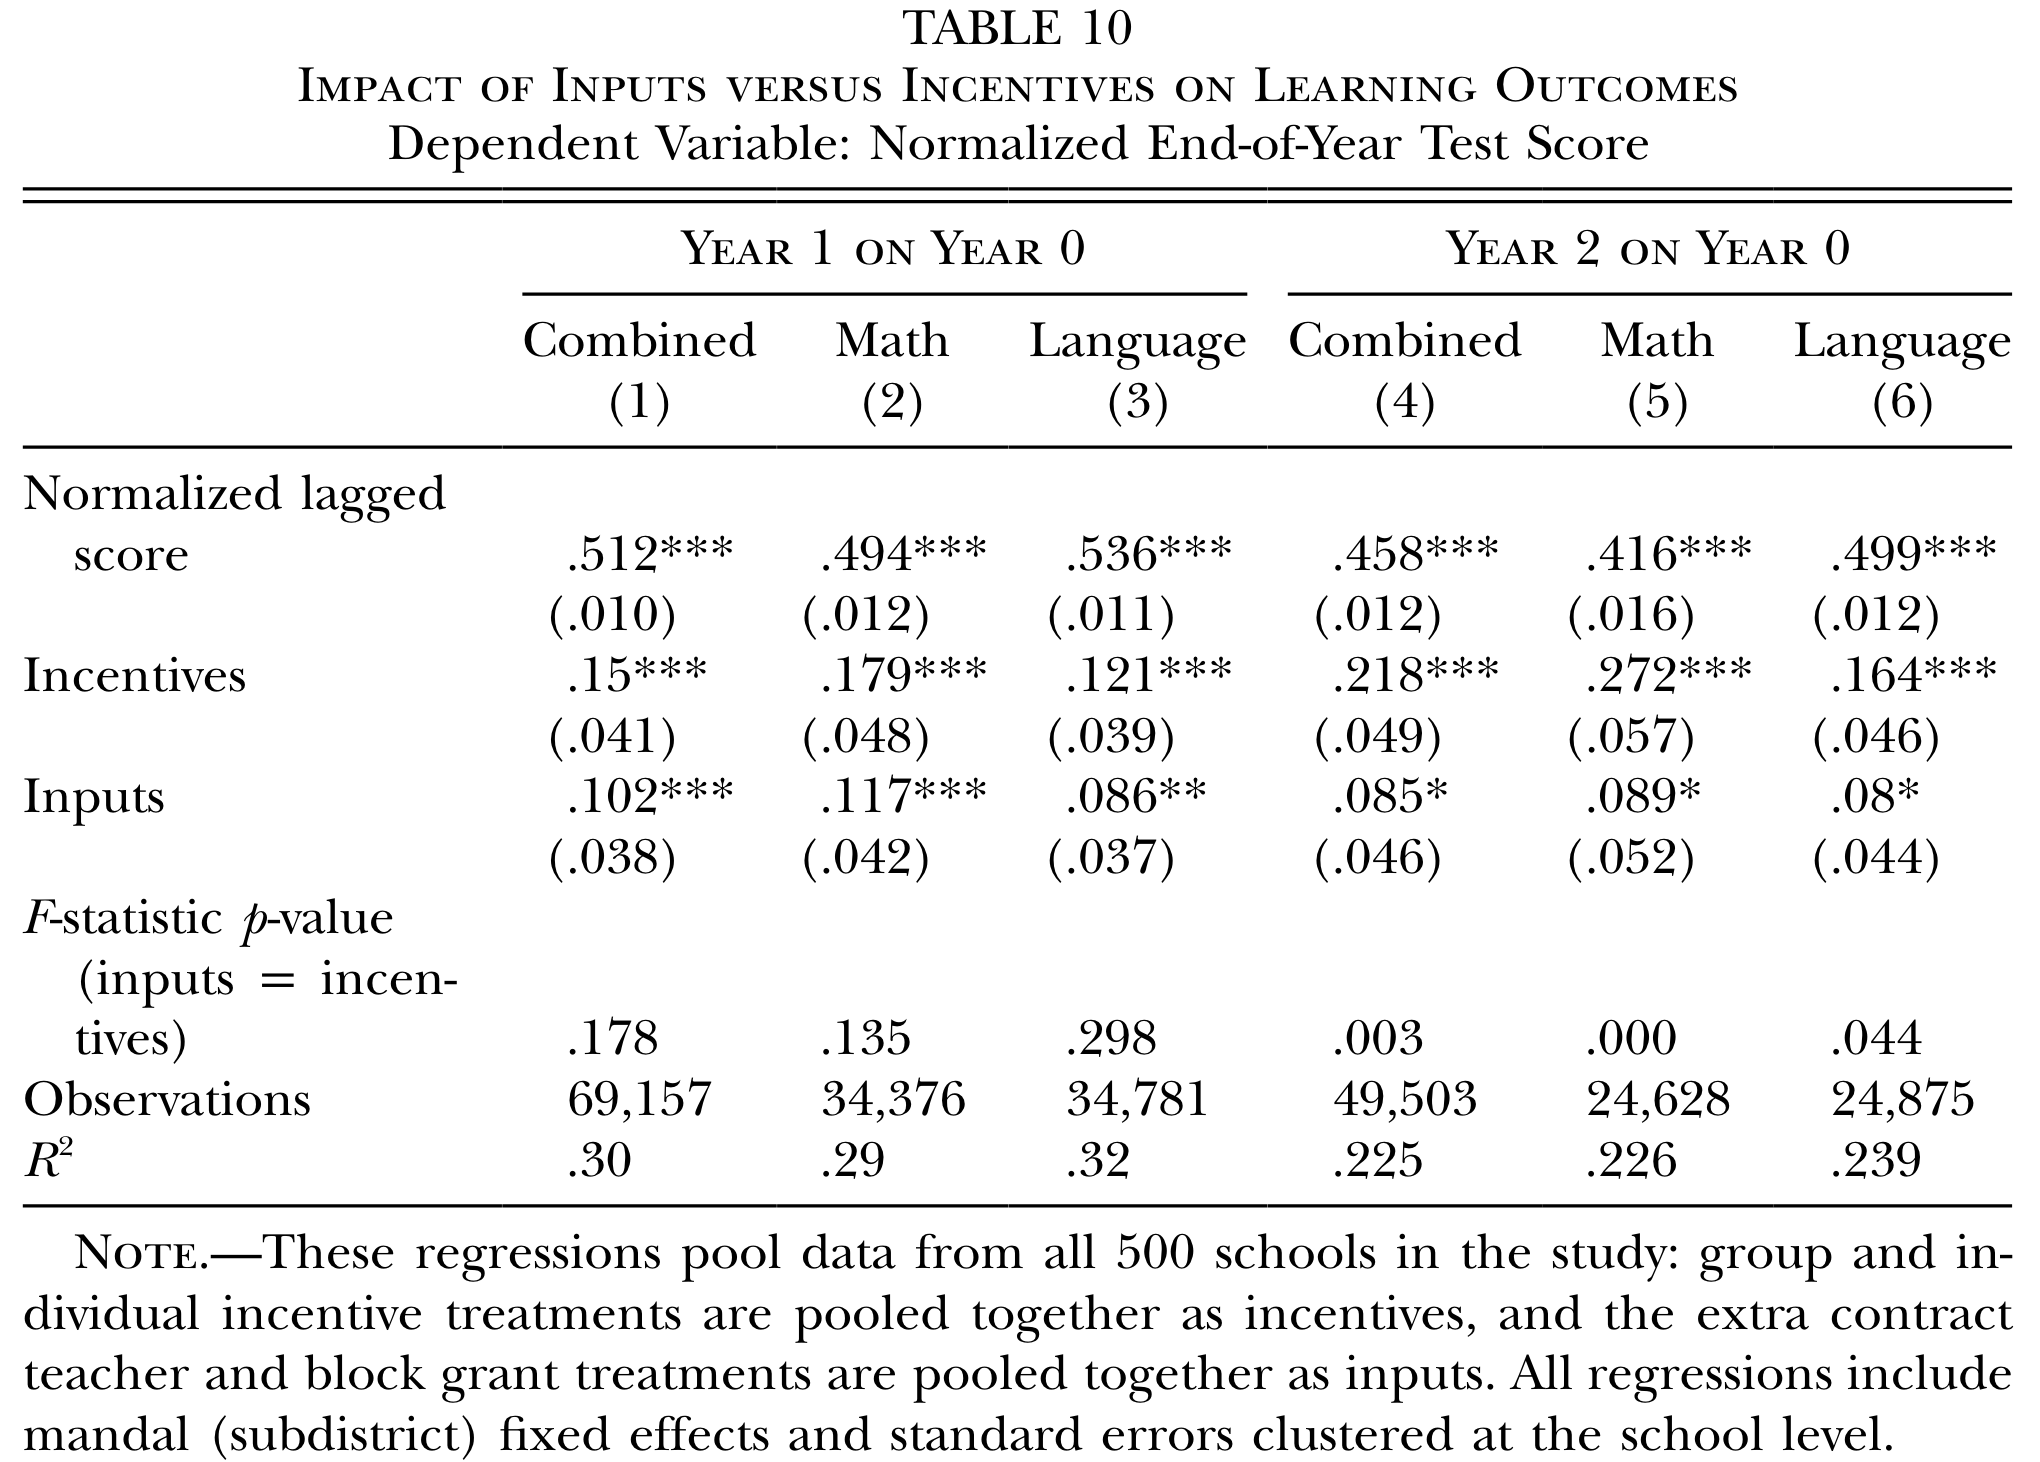 TABLE 10
Impact of Inputs versus Incentives on Learning Outcomes
Dependent Variable: Normalized End-of-Year Test Score
Year 1 on Year 0 Year 2 on Year 0
Combined Math Language Combined Math Language
(1) (2) (3) (4) (5) (6)
Normalized lagged
score .512*** .494*** .536*** .458*** .416*** .499***
(.010) (.012) (.011) (.012) (.016) (.012)
Incentives .15*** .179*** .121*** .218*** .272*** .164***
(.041) (.048) (.039) (.049) (.057) (.046)
Inputs .102*** .117*** .086** .085* .089* .08*
(.038) (.042) (.037) (.046) (.052) (.044)
F-statistic p-value
(inputs = incen-
tives) .178 .135 .298 .003 .000 .044
Observations 69,157 34,376 34,781 49,503 24,628 24,875
R² .30 .29 .32 .225 .226 .239
Note.—These regressions pool data from all 500 schools in the study: group and in-
dividual incentive treatments are pooled together as incentives, and the extra contract
teacher and block grant treatments are pooled together as inputs. All regressions include
mandal (subdistrict) fixed effects and standard errors clustered at the school level.